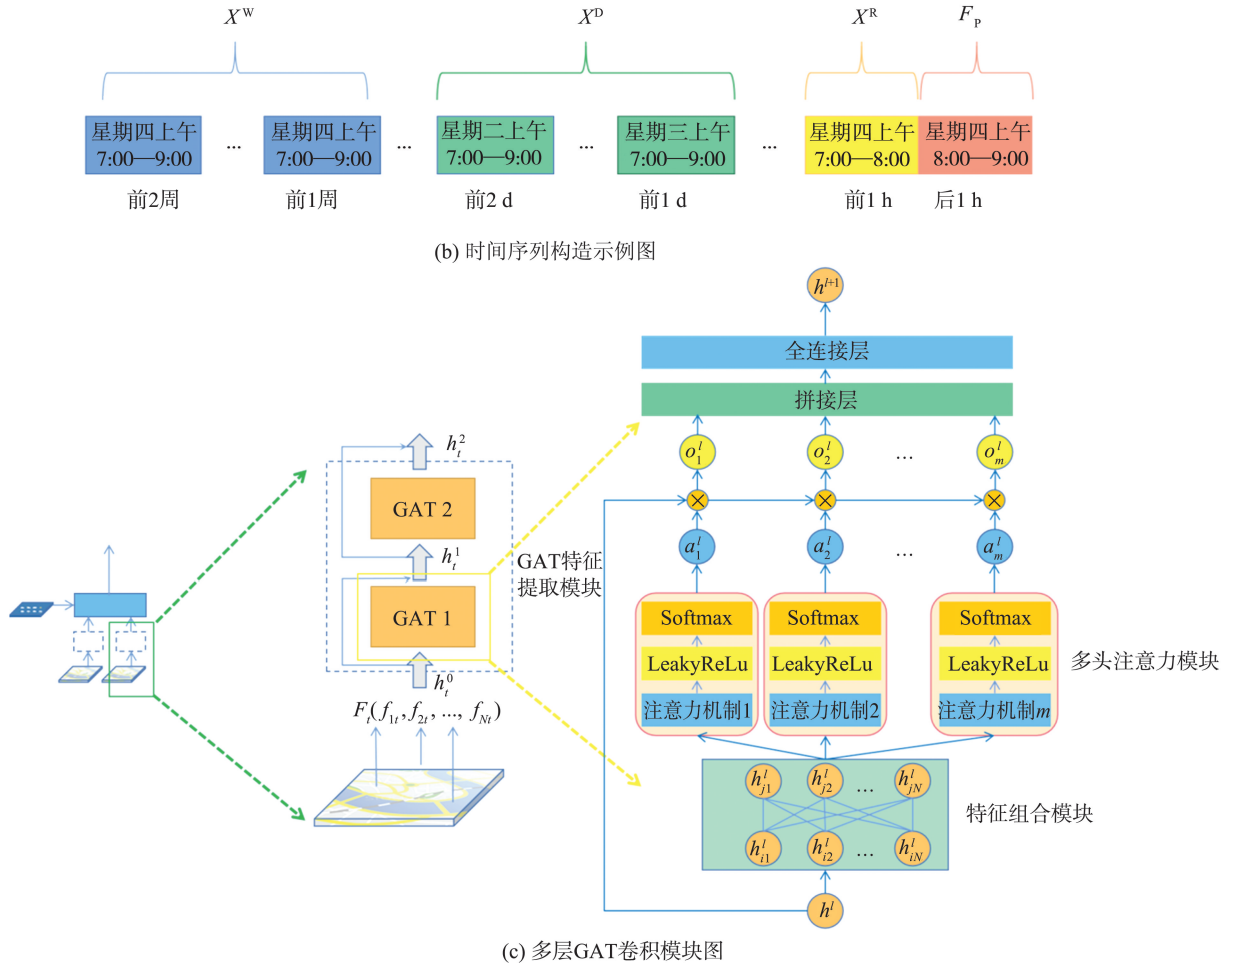 X^W X^D X^R F_P
星期四上午 ... 星期四上午 ... 星期二上午 ... 星期三上午 ... 星期四上午 星期四上午
7:00—9:00 7:00—9:00 7:00—9:00 7:00—9:00 7:00—8:00 8:00—9:00
前2周 前1周 前2 d 前1 d 前1 h 后1 h
(b) 时间序列构造示例图
h^{l+1}
全连接层
拼接层
h_t^2
o_1^l o_2^l ... o_m^l
GAT 2
× × ×
h_t^1
GAT特征
提取模块
a_1^l a_2^l ... a_m^l
GAT 1
Softmax Softmax Softmax
LeakyReLu LeakyReLu LeakyReLu
多头注意力模块
h_t^0
注意力机制1 注意力机制2 注意力机制m
F_t(f_{1t}, f_{2t}, ..., f_{Nt})
h_{j1}^l h_{j2}^l ... h_{jN}^l
特征组合模块
h_{i1}^l h_{i2}^l ... h_{iN}^l
h^l
(c) 多层GAT卷积模块图